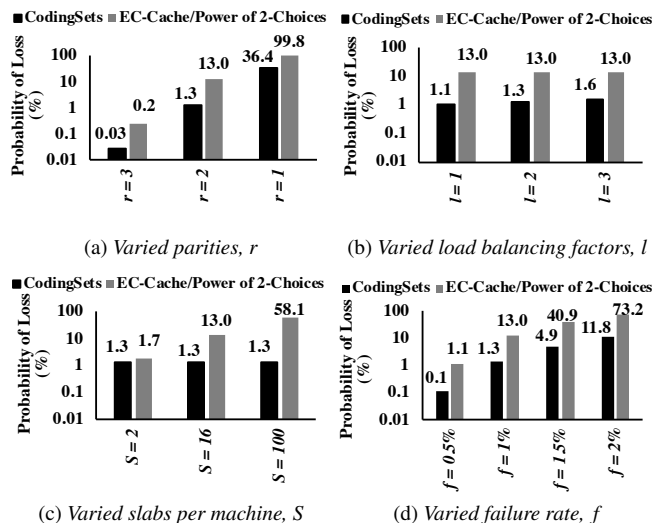 CodingSets EC-Cache/Power of 2-Choices
Probability of Loss
(%)
100
10
1
0.1
0.01
0.03
0.2
1.3
13.0
36.4
99.8
r = 3
r = 2
r = 1
(a) Varied parities, r
CodingSets EC-Cache/Power of 2-Choices
Probability of Loss
(%)
100
10
1
0.1
0.01
1.1
13.0
1.3
13.0
1.6
13.0
l = 1
l = 2
l = 3
(b) Varied load balancing factors, l
CodingSets EC-Cache/Power of 2-Choices
Probability of Loss
(%)
100
10
1
0.1
0.01
1.3
1.7
1.3
13.0
1.3
58.1
S = 2
S = 16
S = 100
(c) Varied slabs per machine, S
CodingSets EC-Cache/Power of 2-Choices
Probability of Loss
(%)
100
10
1
0.1
0.01
0.1
1.1
1.3
13.0
4.9
40.9
11.8
73.2
f = 0.5%
f = 1%
f = 1.5%
f = 2%
(d) Varied failure rate, f